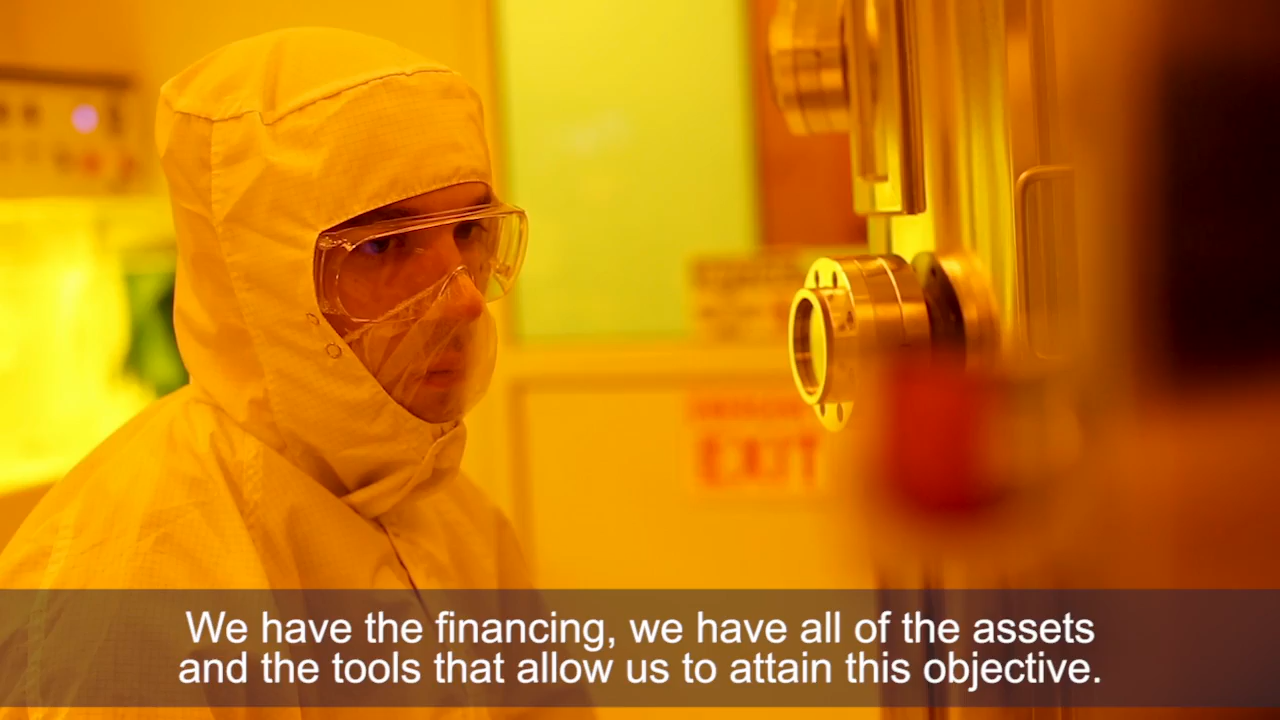 EXIT
We have the financing, we have all of the assets
and the tools that allow us to attain this objective.